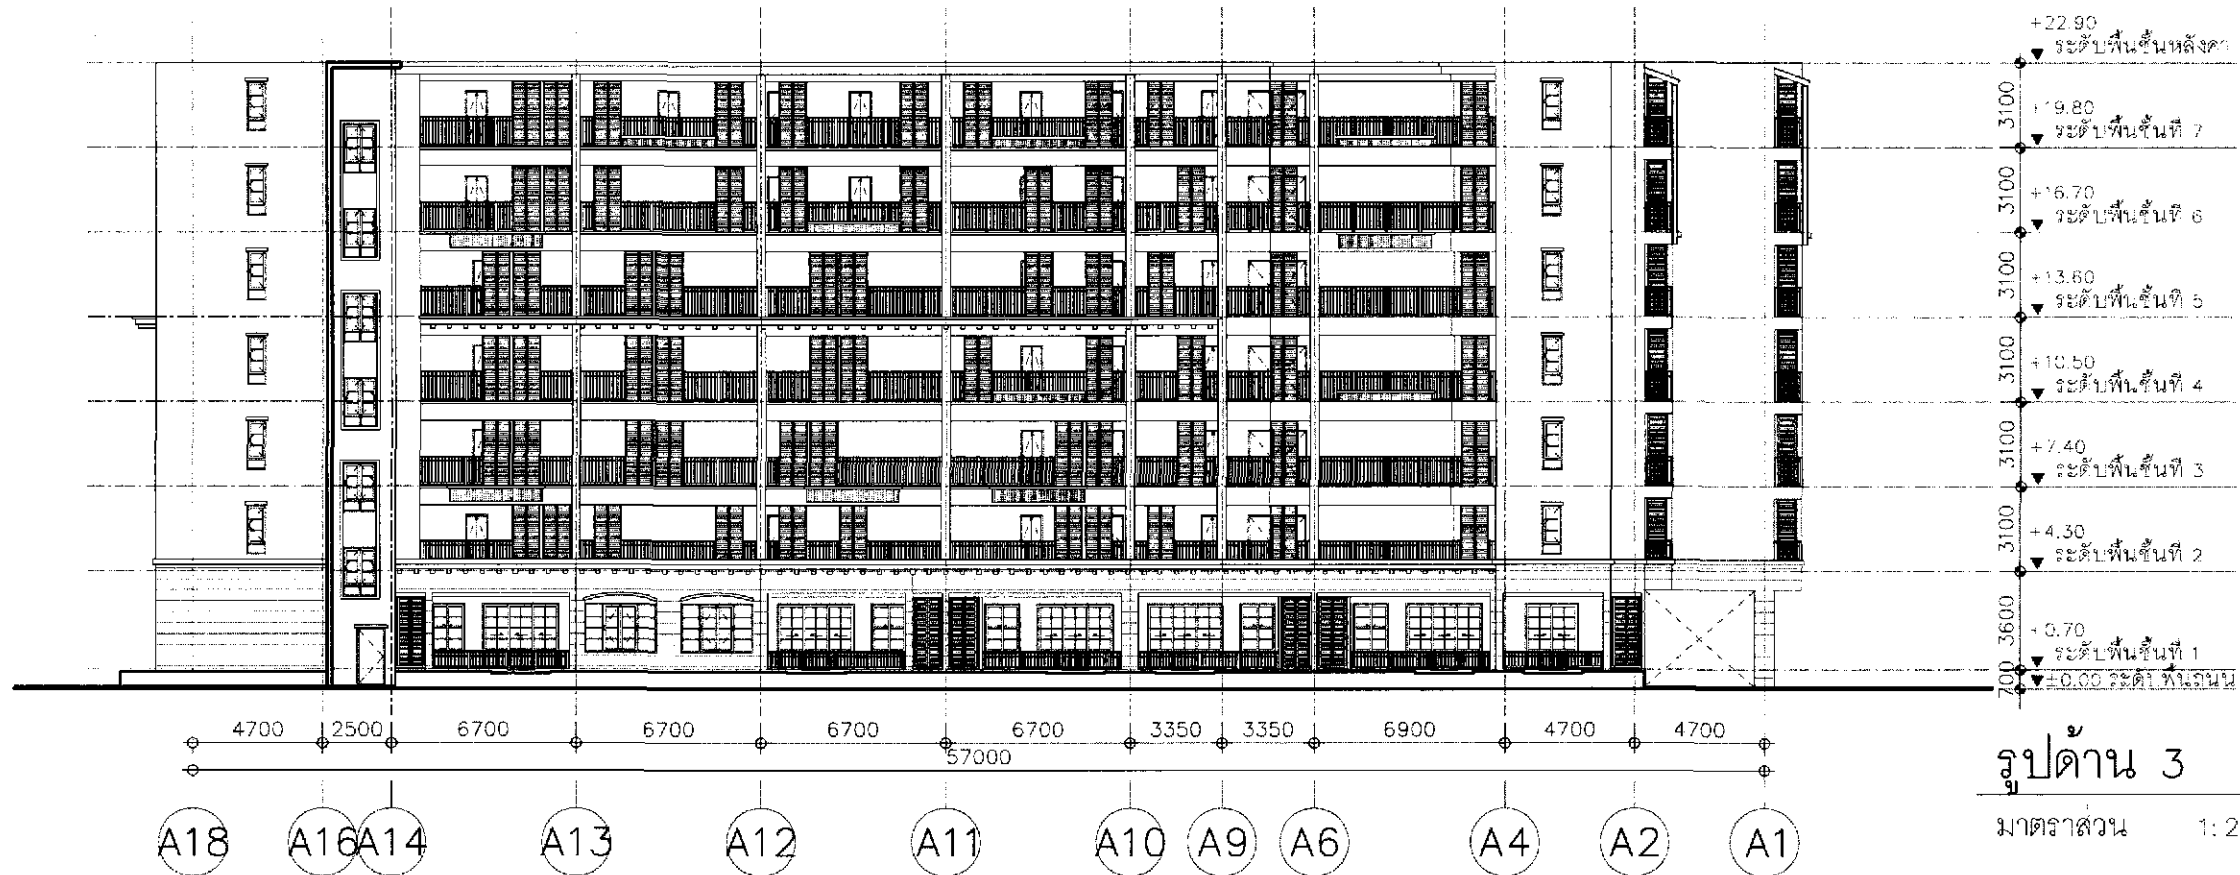 +22.90
ระดับพื้นชั้นหลังคา
3100
+19.80
ระดับพื้นชั้นที่ 7
3100
+16.70
ระดับพื้นชั้นที่ 6
3100
+13.60
ระดับพื้นชั้นที่ 5
3100
+10.50
ระดับพื้นชั้นที่ 4
3100
+7.40
ระดับพื้นชั้นที่ 3
3100
+4.30
ระดับพื้นชั้นที่ 2
3600
+0.70
ระดับพื้นชั้นที่ 1
700
±0.00 ระดับพื้นถนน
4700 2500 6700 6700 6700 6700 3350 3350 6900 4700 4700
57000
รูปด้าน 3
มาตราส่วน 1:2
A18 A16 A14 A13 A12 A11 A10 A9 A6 A4 A2 A1